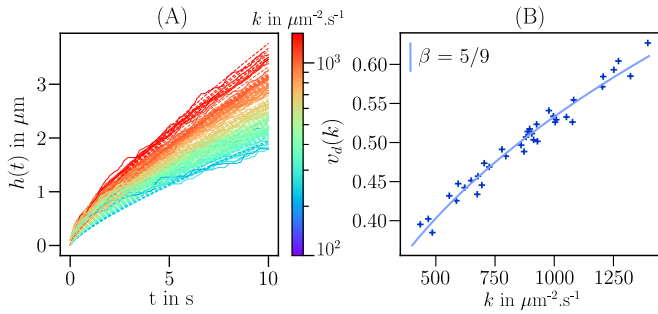 (A)
k in μm⁻².s⁻¹
(B)
h(t) in μm
3
2
1
0
0
5
10
t in s
10³
10²
v_d(k)
0.60
0.55
0.50
0.45
0.40
β = 5/9
500
750
1000
1250
k in μm⁻².s⁻¹